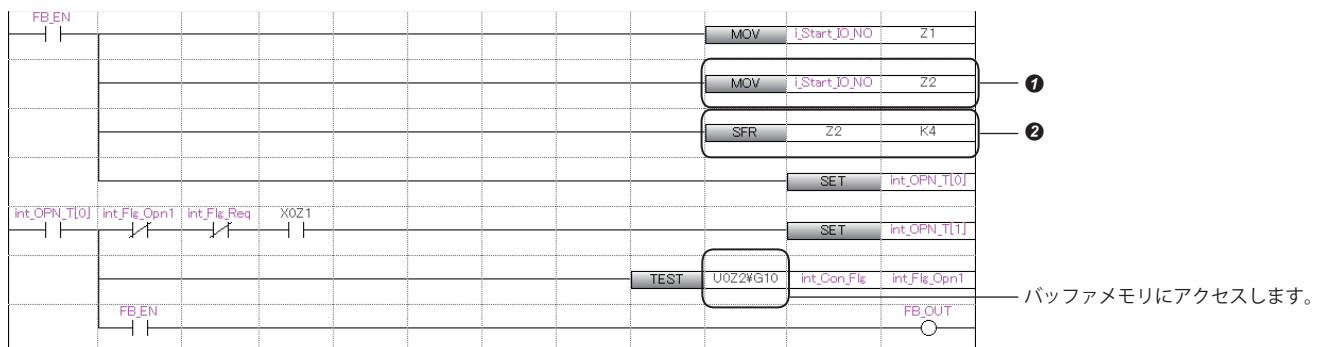 FB_EN
MOV i_Start_IO_NO Z1
MOV i_Start_IO_NO Z2 ❶
SFR Z2 K4 ❷
SET int_OPN_T[0]
int_OPN_T[0] int_Flg_Opn1 int_Flg_Req X0Z1
SET int_OPN_T[1]
TEST U0Z2¥G10 int_Con_Flg int_Flg_Opn1
バッファメモリにアクセスします。
FB_EN FB_OUT